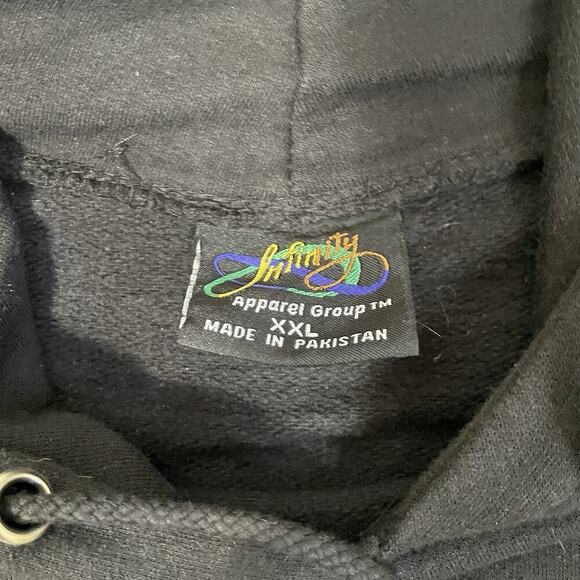 Infinity
Apparel Group™
XXL
MADE IN PAKISTAN